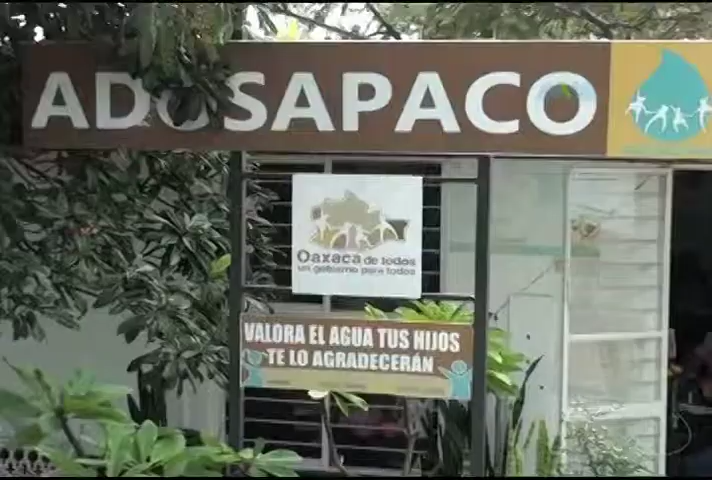 ADOSAPACO
Oaxaca de todos
un gobierno para todos
VALORA EL AGUA TUS HIJOS
TE LO AGRADECERÁN